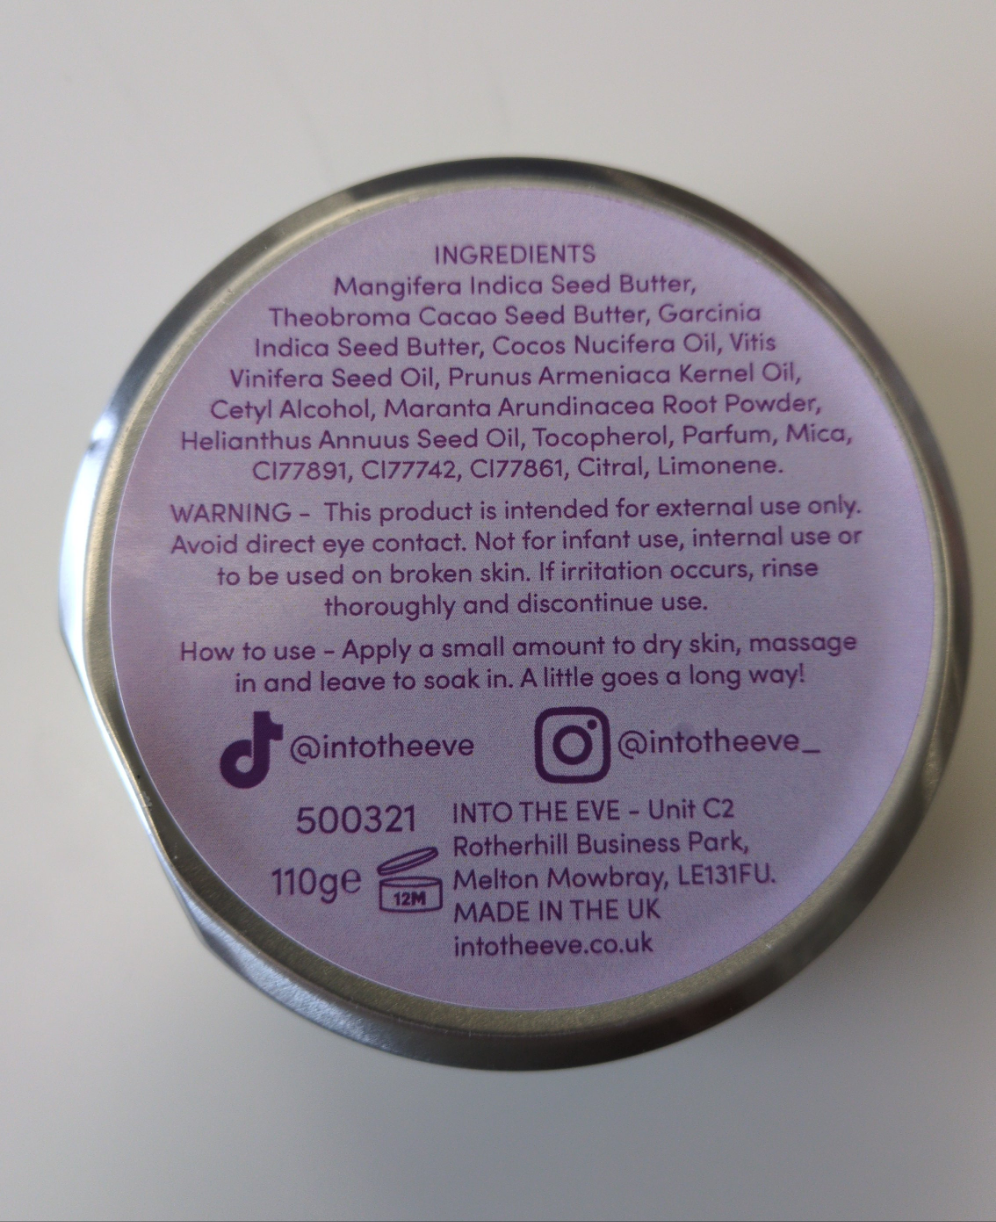 INGREDIENTS
Mangifera Indica Seed Butter,
Theobroma Cacao Seed Butter, Garcinia
Indica Seed Butter, Cocos Nucifera Oil, Vitis
Vinifera Seed Oil, Prunus Armeniaca Kernel Oil,
Cetyl Alcohol, Maranta Arundinacea Root Powder,
Helianthus Annuus Seed Oil, Tocopherol, Parfum, Mica,
CI77891, CI77742, CI77861, Citral, Limonene.
WARNING - This product is intended for external use only.
Avoid direct eye contact. Not for infant use, internal use or
to be used on broken skin. If irritation occurs, rinse
thoroughly and discontinue use.
How to use - Apply a small amount to dry skin, massage
in and leave to soak in. A little goes a long way!
@intotheeve
@intotheeve_
500321
110ge
12M
INTO THE EVE - Unit C2
Rotherhill Business Park,
Melton Mowbray, LE131FU.
MADE IN THE UK
intotheeve.co.uk